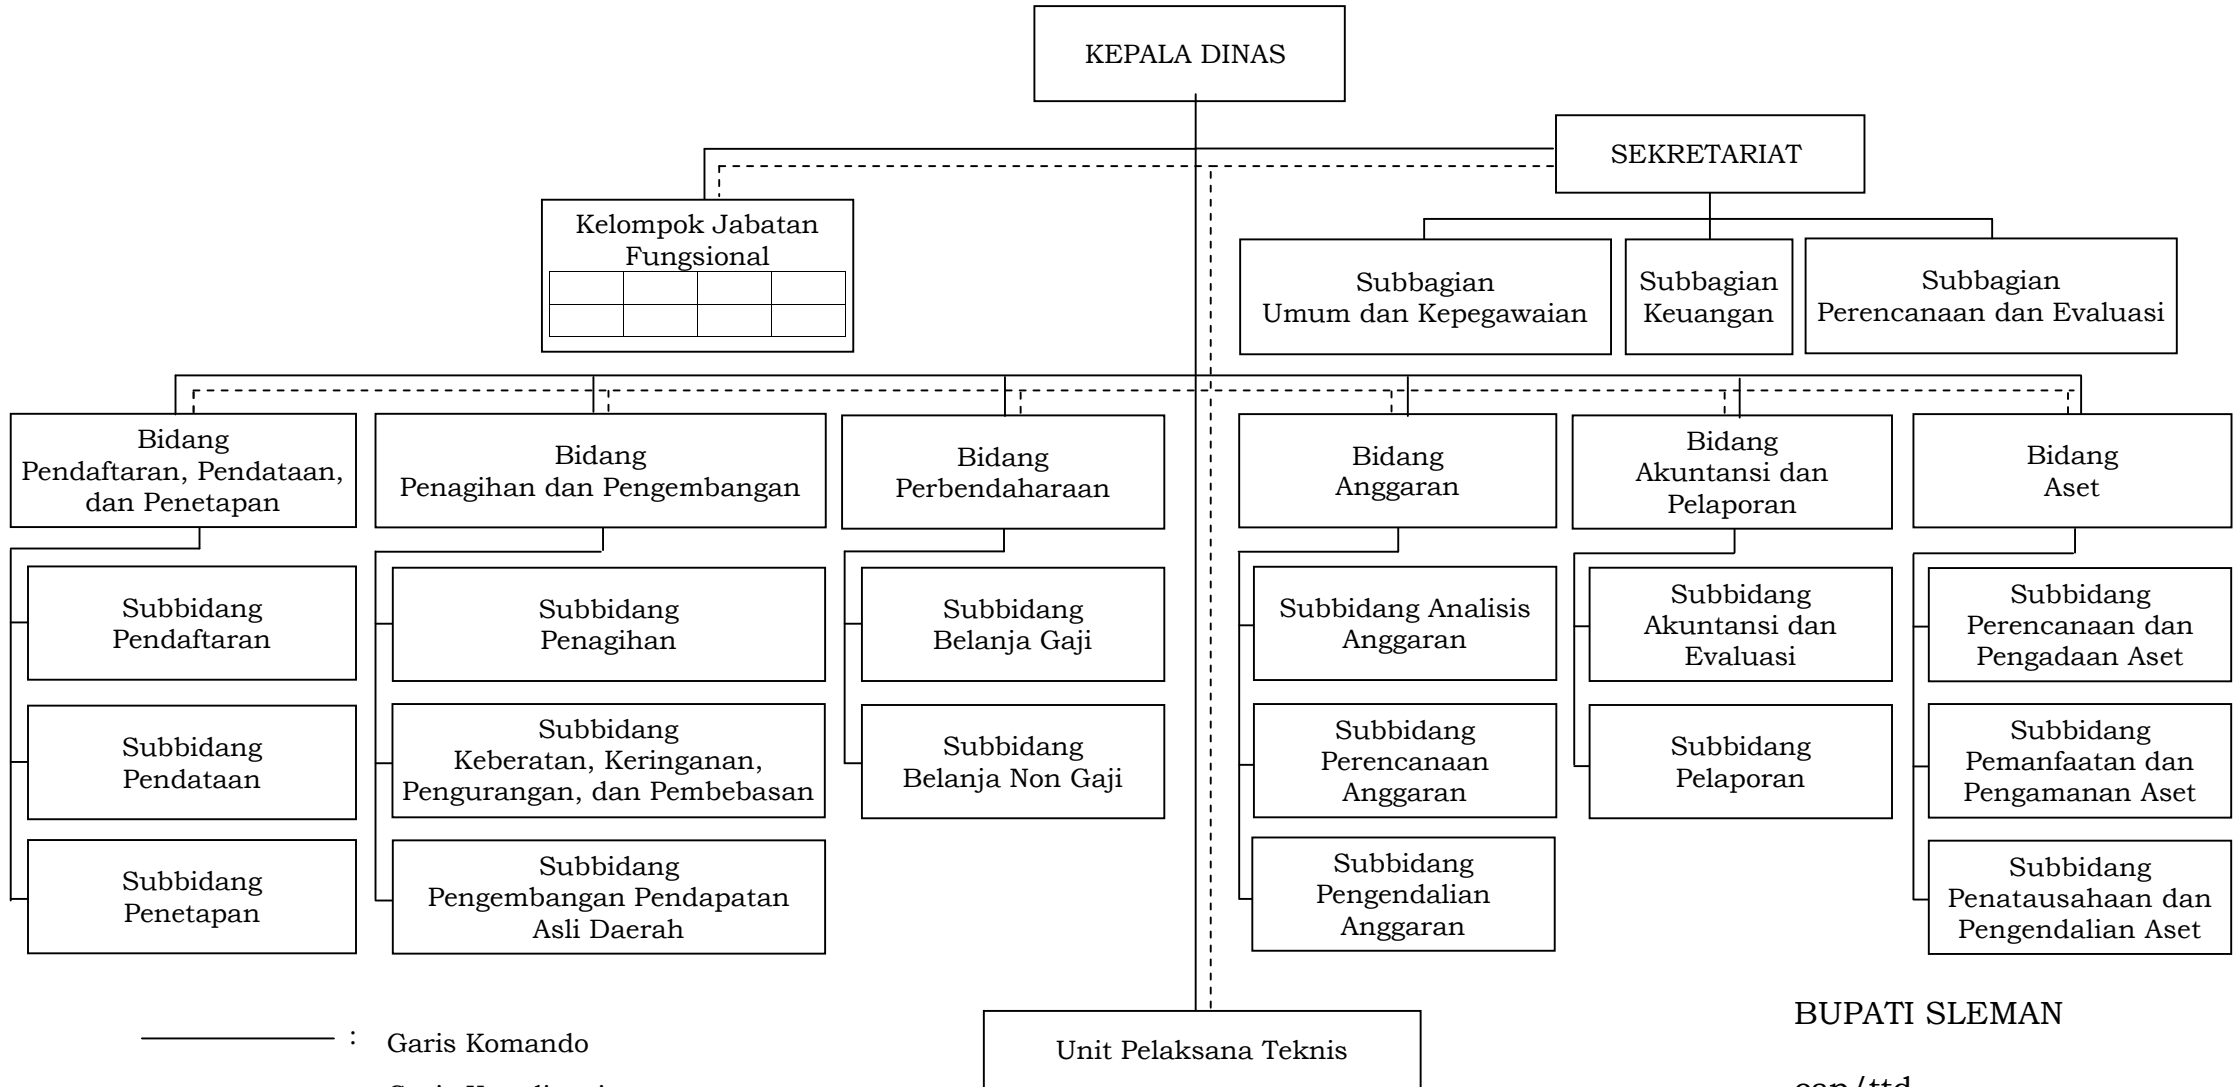 KEPALA DINAS
SEKRETARIAT
Kelompok Jabatan
Fungsional
Subbagian
Umum dan Kepegawaian
Subbagian
Keuangan
Subbagian
Perencanaan dan Evaluasi
Bidang
Pendaftaran, Pendataan,
dan Penetapan
Bidang
Penagihan dan Pengembangan
Bidang
Perbendaharaan
Bidang
Anggaran
Bidang
Akuntansi dan
Pelaporan
Bidang
Aset
Subbidang
Pendaftaran
Subbidang
Penagihan
Subbidang
Belanja Gaji
Subbidang Analisis
Anggaran
Subbidang
Akuntansi dan
Evaluasi
Subbidang
Perencanaan dan
Pengadaan Aset
Subbidang
Pendataan
Subbidang
Keberatan, Keringanan,
Pengurangan, dan Pembebasan
Subbidang
Belanja Non Gaji
Subbidang
Perencanaan
Anggaran
Subbidang
Pelaporan
Subbidang
Pemanfaatan dan
Pengamanan Aset
Subbidang
Penetapan
Subbidang
Pengembangan Pendapatan
Asli Daerah
Subbidang
Pengendalian
Anggaran
Subbidang
Penatausahaan dan
Pengendalian Aset
: Garis Komando
Unit Pelaksana Teknis
BUPATI SLEMAN